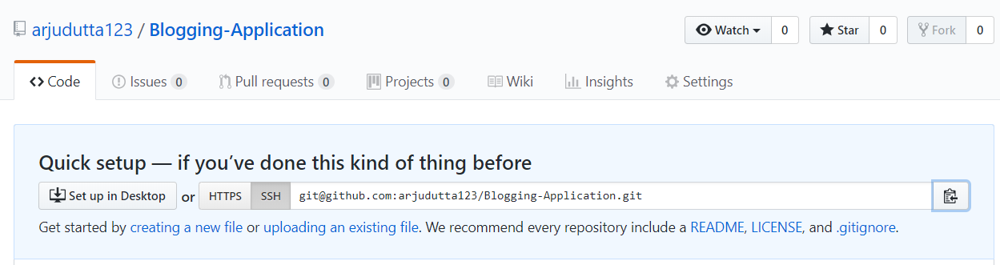 arjudutta123 / Blogging-Application
Watch 0 Star 0 Fork 0
Code Issues 0 Pull requests 0 Projects 0 Wiki Insights Settings
Quick setup — if you’ve done this kind of thing before
Set up in Desktop or HTTPS SSH git@github.com:arjudutta123/Blogging-Application.git
Get started by creating a new file or uploading an existing file. We recommend every repository include a README, LICENSE, and .gitignore.